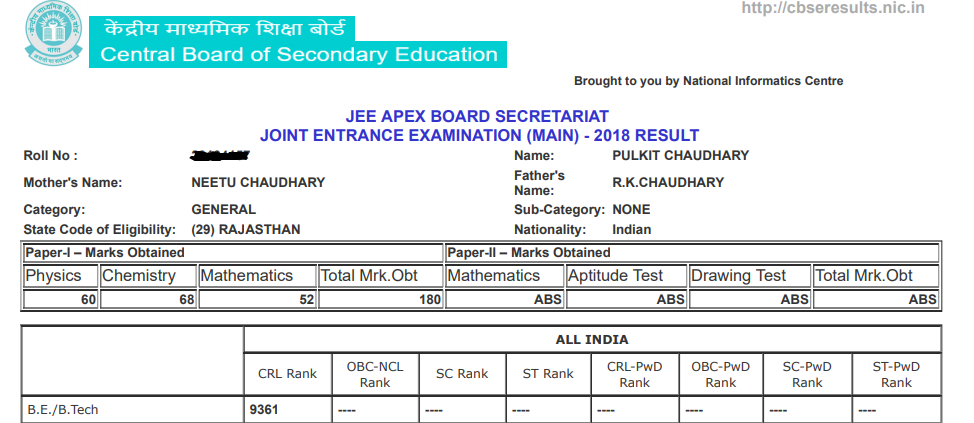 http://cbseresults.nic.in
केंद्रीय माध्यमिक शिक्षा बोर्ड
Central Board of Secondary Education
भारत
Brought to you by National Informatics Centre
JEE APEX BOARD SECRETARIAT
JOINT ENTRANCE EXAMINATION (MAIN) - 2018 RESULT
Roll No : Name: PULKIT CHAUDHARY
Mother's Name: NEETU CHAUDHARY Father's Name: R.K.CHAUDHARY
Category: GENERAL Sub-Category: NONE
State Code of Eligibility: (29) RAJASTHAN Nationality: Indian
Paper-I – Marks Obtained Paper-II – Marks Obtained
Physics Chemistry Mathematics Total Mrk.Obt Mathematics Aptitude Test Drawing Test Total Mrk.Obt
60 68 52 180 ABS ABS ABS ABS
ALL INDIA
CRL Rank OBC-NCL Rank SC Rank ST Rank CRL-PwD Rank OBC-PwD Rank SC-PwD Rank ST-PwD Rank
B.E./B.Tech 9361 ---- ---- ---- ---- ---- ---- ----